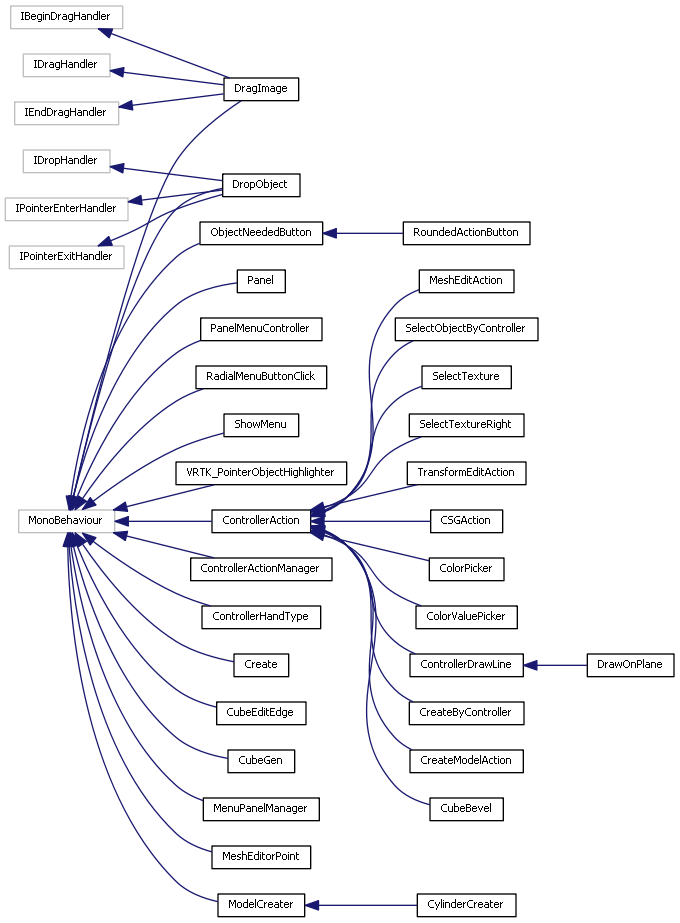 IBeginDragHandler
IDragHandler
DragImage
IEndDragHandler
IDropHandler
DropObject
IPointerEnterHandler
ObjectNeededButton
RoundedActionButton
IPointerExitHandler
Panel
MeshEditAction
PanelMenuController
SelectObjectByController
RadialMenuButtonClick
SelectTexture
ShowMenu
SelectTextureRight
VRTK_PointerObjectHighlighter
TransformEditAction
MonoBehaviour
ControllerAction
CSGAction
ControllerActionManager
ColorPicker
ControllerHandType
ColorValuePicker
Create
ControllerDrawLine
DrawOnPlane
CubeEditEdge
CreateByController
CubeGen
CreateModelAction
MenuPanelManager
CubeBevel
MeshEditorPoint
ModelCreater
CylinderCreater